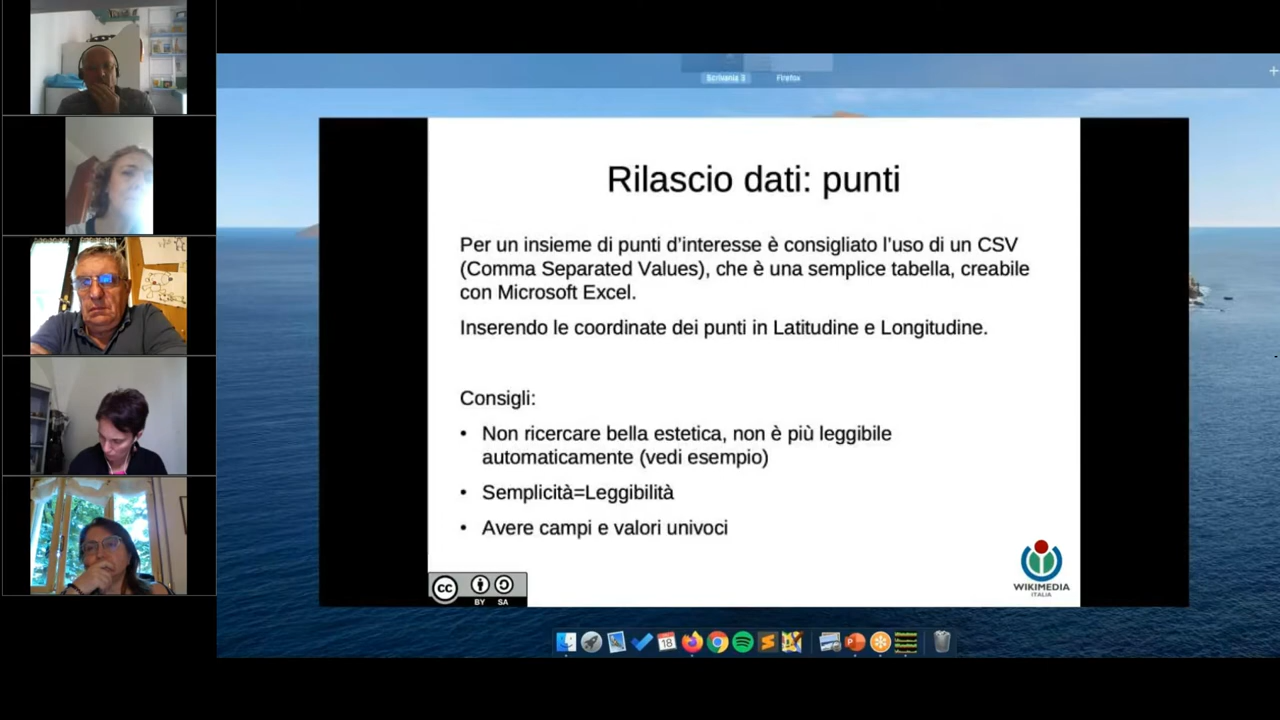 Scrivania 3
Firefox
Rilascio dati: punti
Per un insieme di punti d'interesse è consigliato l'uso di un CSV
(Comma Separated Values), che è una semplice tabella, creabile
con Microsoft Excel.
Inserendo le coordinate dei punti in Latitudine e Longitudine.
Consigli:
• Non ricercare bella estetica, non è più leggibile
automaticamente (vedi esempio)
• Semplicità=Leggibilità
• Avere campi e valori univoci
cc
BY SA
WIKIMEDIA
ITALIA
18